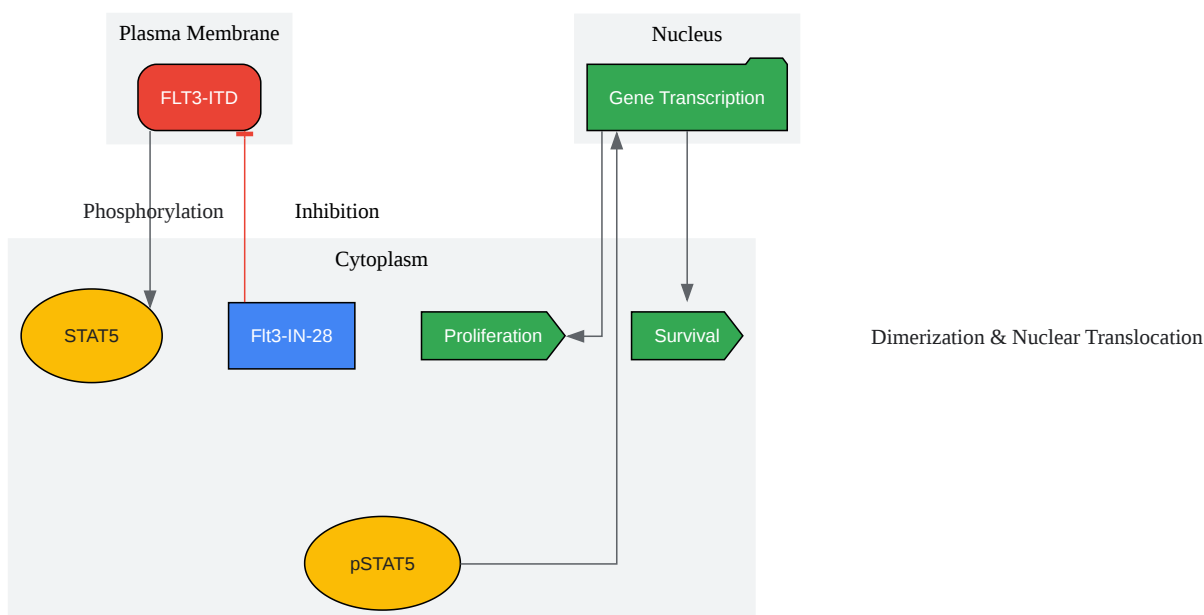 Plasma Membrane
Nucleus
FLT3-ITD
Gene Transcription
Phosphorylation
Inhibition
Cytoplasm
STAT5
Flt3-IN-28
Proliferation
Survival
Dimerization & Nuclear Translocation
pSTAT5